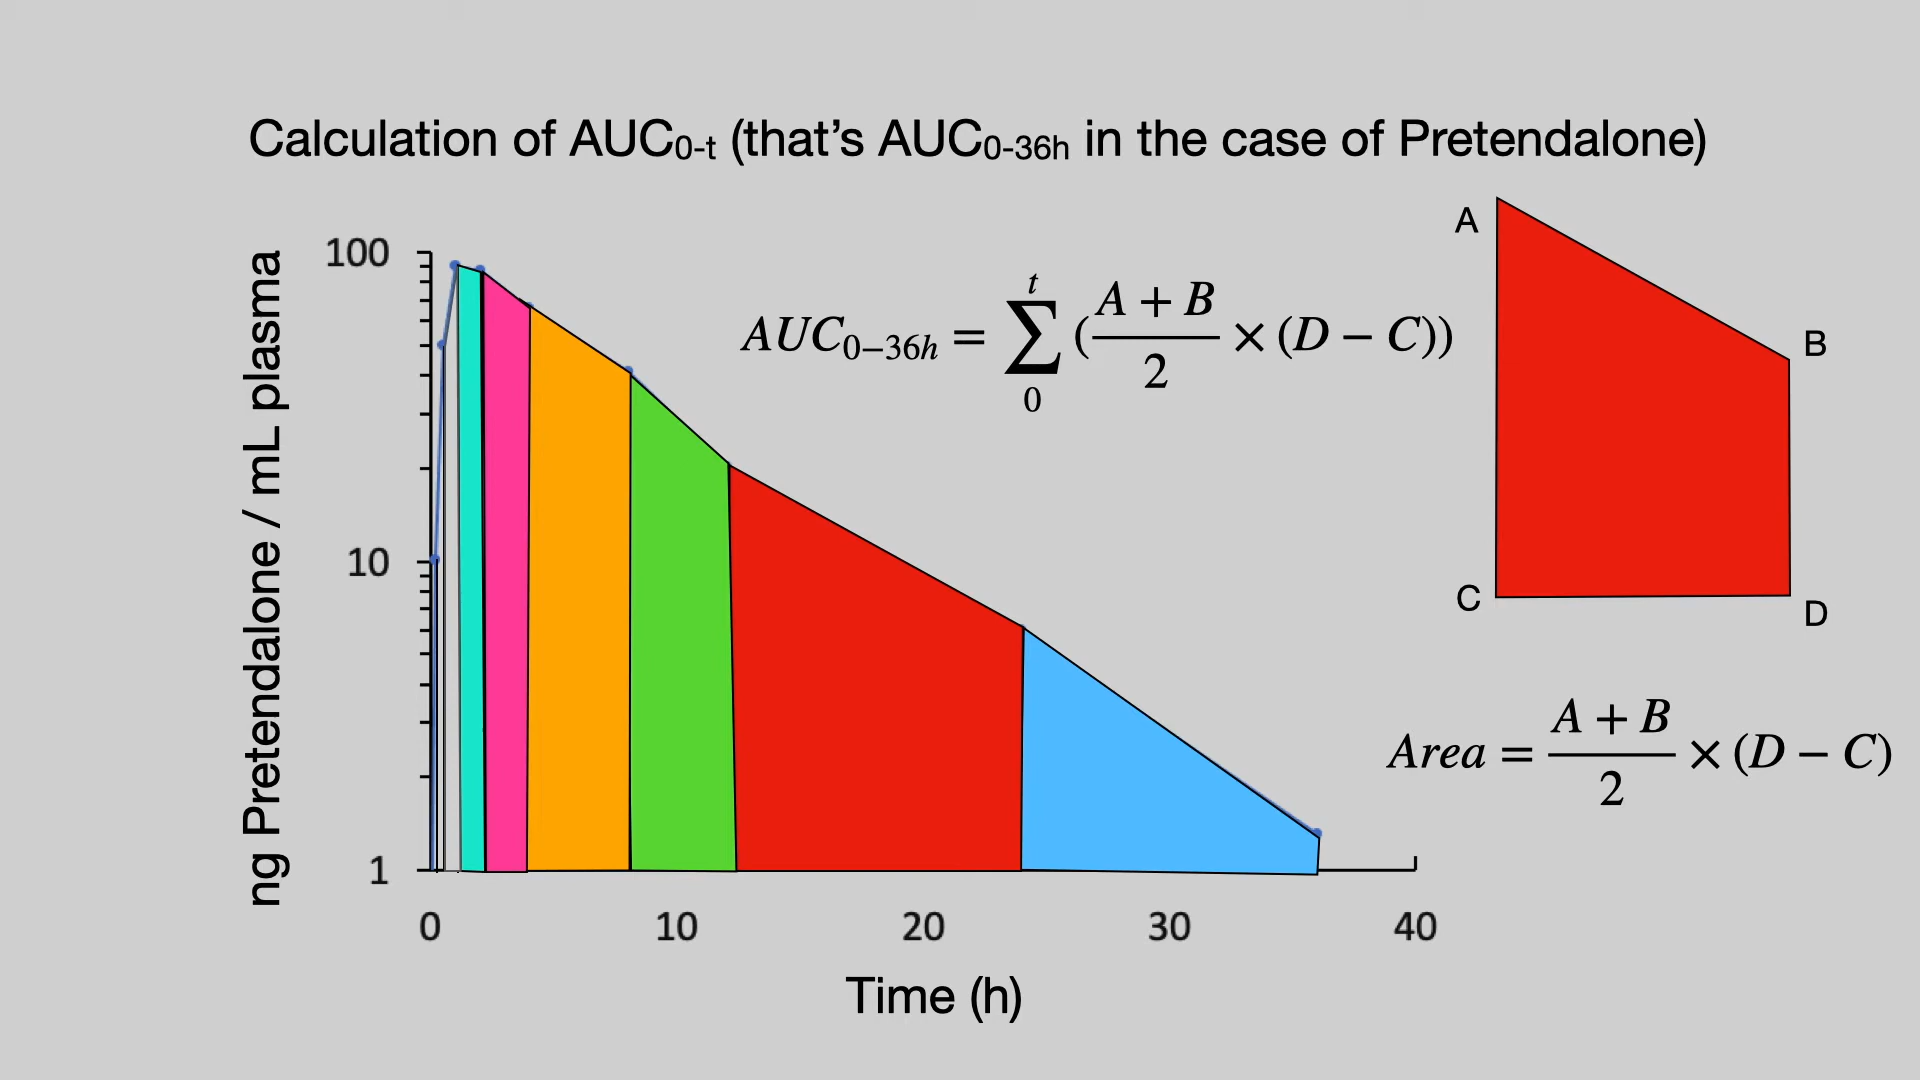 Calculation of AUC0-t (that’s AUC0-36h in the case of Pretendalone)
ng Pretendalone / mL plasma
100
10
1
0 10 20 30 40
Time (h)
AUC0−36h = t∑0 (A + B / 2 × (D − C))
A
B
C
D
Area = A + B / 2 × (D − C)